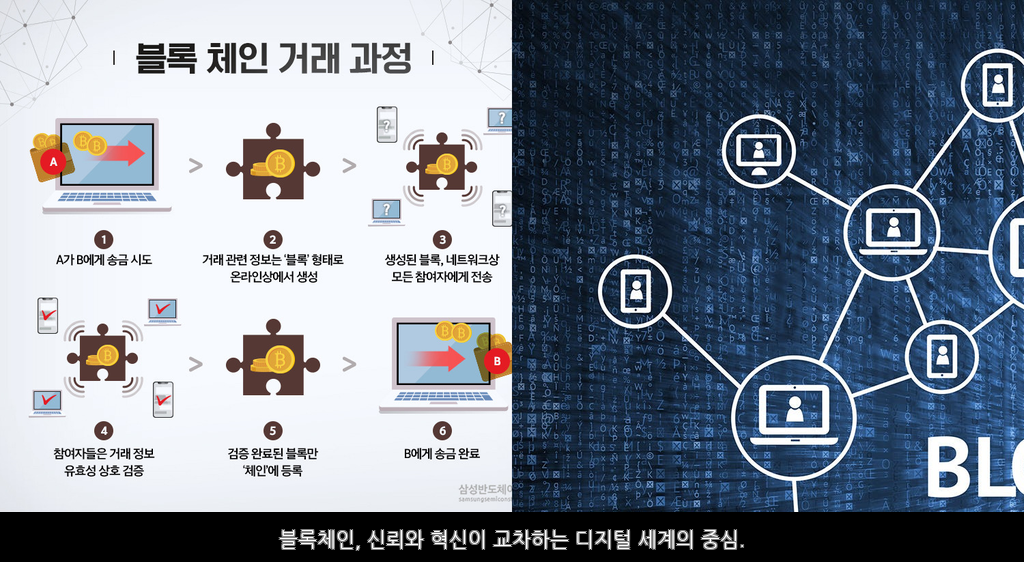 블록 체인 거래 과정
A
1
A가 B에게 송금 시도
2
거래 관련 정보는 '블록' 형태로
온라인상에서 생성
?
?
?
?
3
생성된 블록, 네트워크상
모든 참여자에게 전송
4
참여자들은 거래 정보
유효성 상호 검증
5
검증 완료된 블록만
'체인'에 등록
B
6
B에게 송금 완료
삼성반도체이
BL
블록체인, 신뢰와 혁신이 교차하는 디지털 세계의 중심.